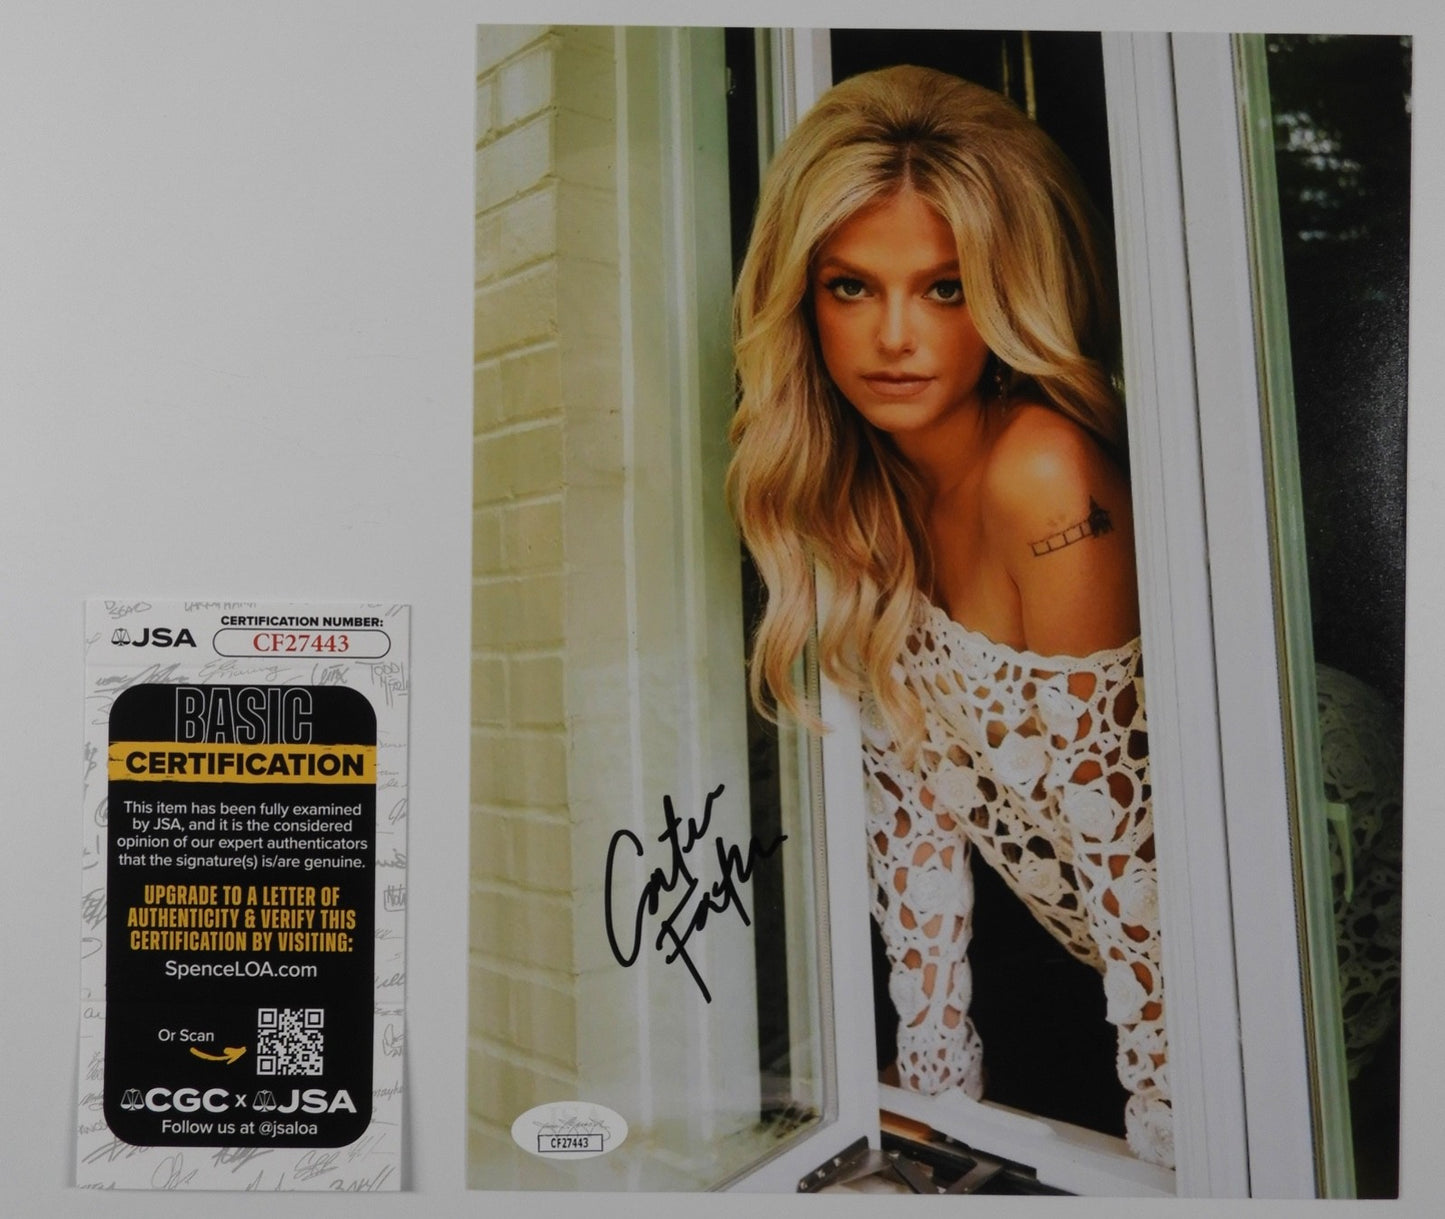 JSA
CERTIFICATION NUMBER:
CF27443
BASIC
CERTIFICATION
This item has been fully examined
by JSA, and it is the considered
opinion of our expert authenticators
that the signature(s) is/are genuine.
UPGRADE TO A LETTER OF
AUTHENTICITY & VERIFY THIS
CERTIFICATION BY VISITING:
SpenceLOA.com
Or Scan
CGC x JSA
Follow us at @jsaloa
Carter
Faith
CF27443